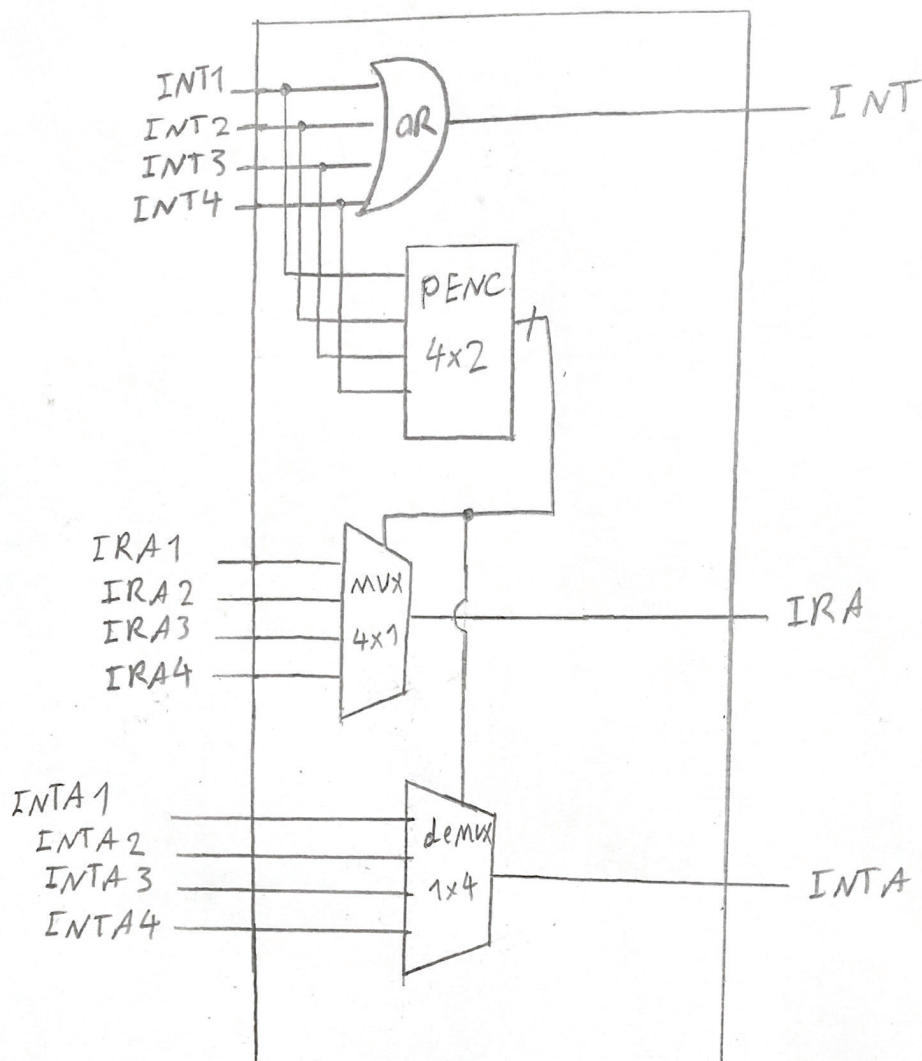 INT1
INT2
INT3
INT4
OR
INT
PENC
4x2
IRA1
IRA2
IRA3
IRA4
MUX
4x1
IRA
INTA1
INTA2
INTA3
INTA4
demux
1x4
INTA